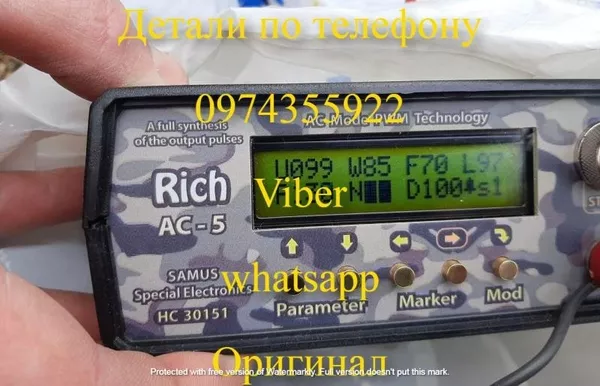 Детали по телефону
0974355922
A full synthesis
of the output pulses
AC-Mode PWM Technology
U099 W85 F70 L97
N D100*s1
Rich
AC-5
Viber
SAMUS
Special Electronics
HC 30151
whatsapp
Parameter
Marker
Mod
Оригинал
Protected with free version of Watermarkly. Full version doesn't put this mark.